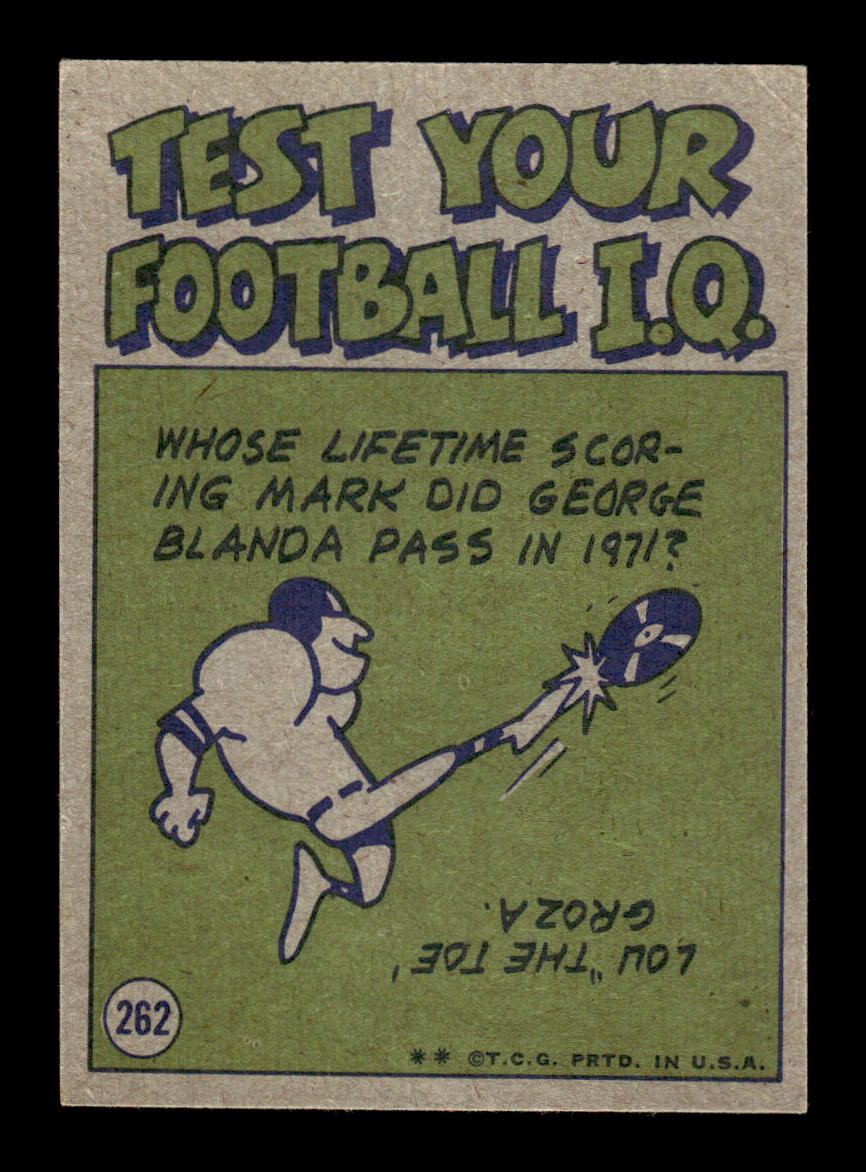 TEST YOUR
FOOTBALL I.Q.
WHOSE LIFETIME SCOR-
ING MARK DID GEORGE
BLANDA PASS IN 1971?
LOU "THE TOE'
GROZA.
262
** ©T.C.G. PRTD. IN U.S.A.